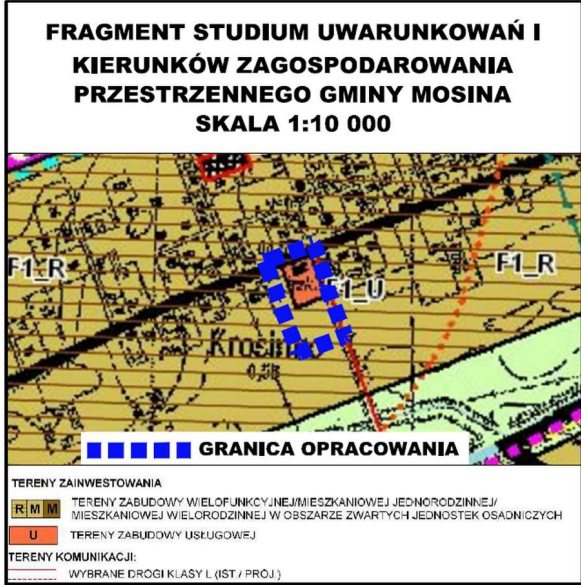 FRAGMENT STUDIUM UWARUNKOWAŃ I
KIERUNKÓW ZAGOSPODAROWANIA
PRZESTRZENNEGO GMINY MOSINA
SKALA 1:10 000
F1_R
F1_R
F1_U
GRANICA OPRACOWANIA
TERENY ZAINWESTOWANIA
R M M
TERENY ZABUDOWY WIELOFUNKCYJNEJ/MIESZKANIOWEJ JEDNORODZINNEJ/
MIESZKANIOWEJ WIELORODZINNEJ W OBSZARZE ZWARTYCH JEDNOSTEK OSADNICZYCH
U
TERENY ZABUDOWY USŁUGOWEJ
TERENY KOMUNIKACJI:
WYBRANE DROGI KLASY L (IST / PROJ.)